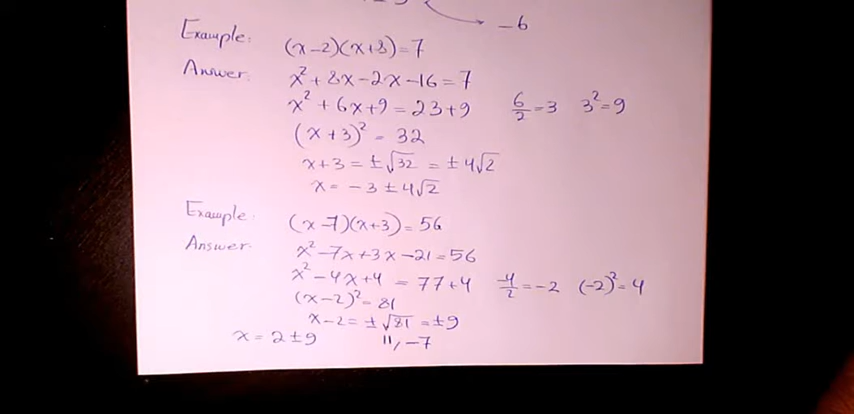 -6
Example: (x-2)(x+8)=7
Answer: x²+8x-2x-16=7
x²+6x+9=23+9 6/2=3 3²=9
(x+3)²=32
x+3=±√32=±4√2
x=-3±4√2
Example: (x-7)(x+3)=56
Answer: x²-7x+3x-21=56
x²-4x+4=77+4 -4/2=-2 (-2)²=4
(x-2)²=81
x-2=±√81=±9
x=2±9 11,-7